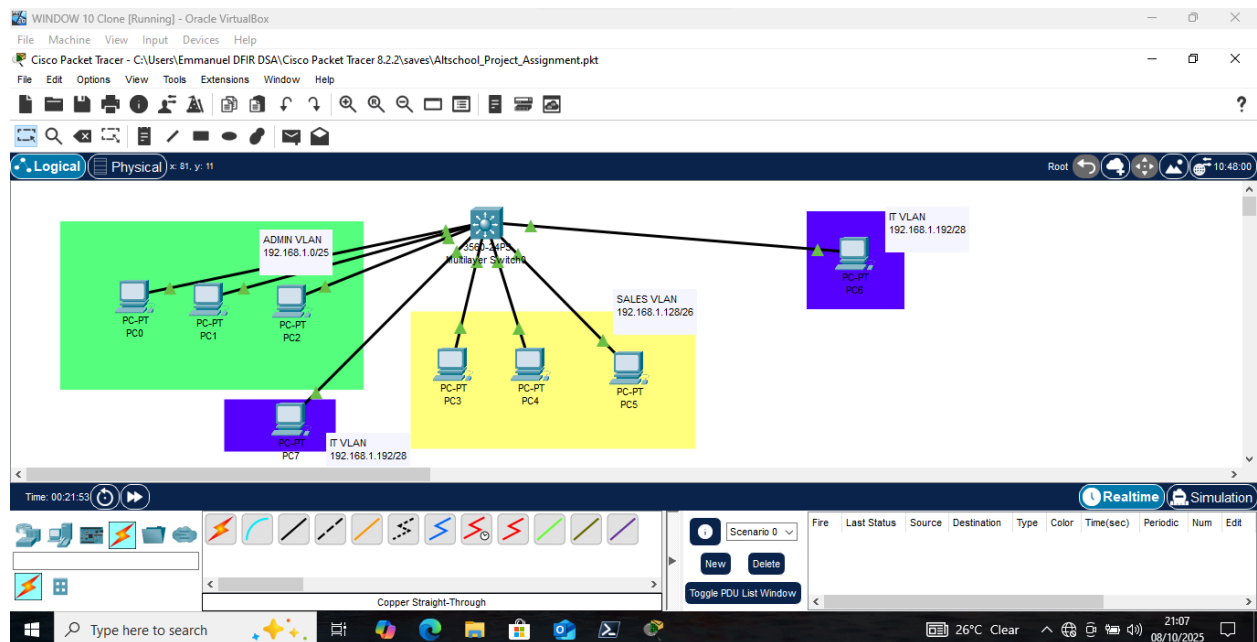 WINDOW 10 Clone [Running] - Oracle VirtualBox
File Machine View Input Devices Help
Cisco Packet Tracer - C:\Users\Emmanuel DFIR DSA\Cisco Packet Tracer 8.2.2\saves\Altschool_Project_Assignment.pkt
File Edit Options View Tools Extensions Window Help
?
Logical Physical x: 81, y: 11 Root 10:48:00
ADMIN VLAN
192.168.1.0/25
3560-24PS
Multilayer Switch0
IT VLAN
192.168.1.192/28
PC-PT
PC6
PC-PT
PC0
PC-PT
PC1
PC-PT
PC2
SALES VLAN
192.168.1.128/26
PC-PT
PC3
PC-PT
PC4
PC-PT
PC5
PC-PT
PC7
IT VLAN
192.168.1.192/28
Time: 00:21:53 Realtime Simulation
Scenario 0
New Delete
Toggle PDU List Window
Fire Last Status Source Destination Type Color Time(sec) Periodic Num Edit
Copper Straight-Through
Type here to search 26°C Clear 21:07
08/10/2025